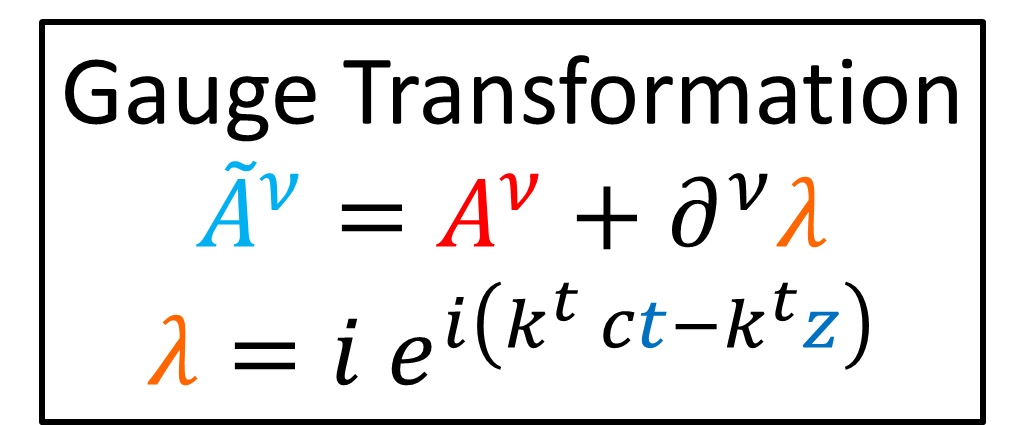 Gauge Transformation
Ã^ν = A^ν + ∂^ν λ
λ = i e^{i(k^t ct−k^t z)}